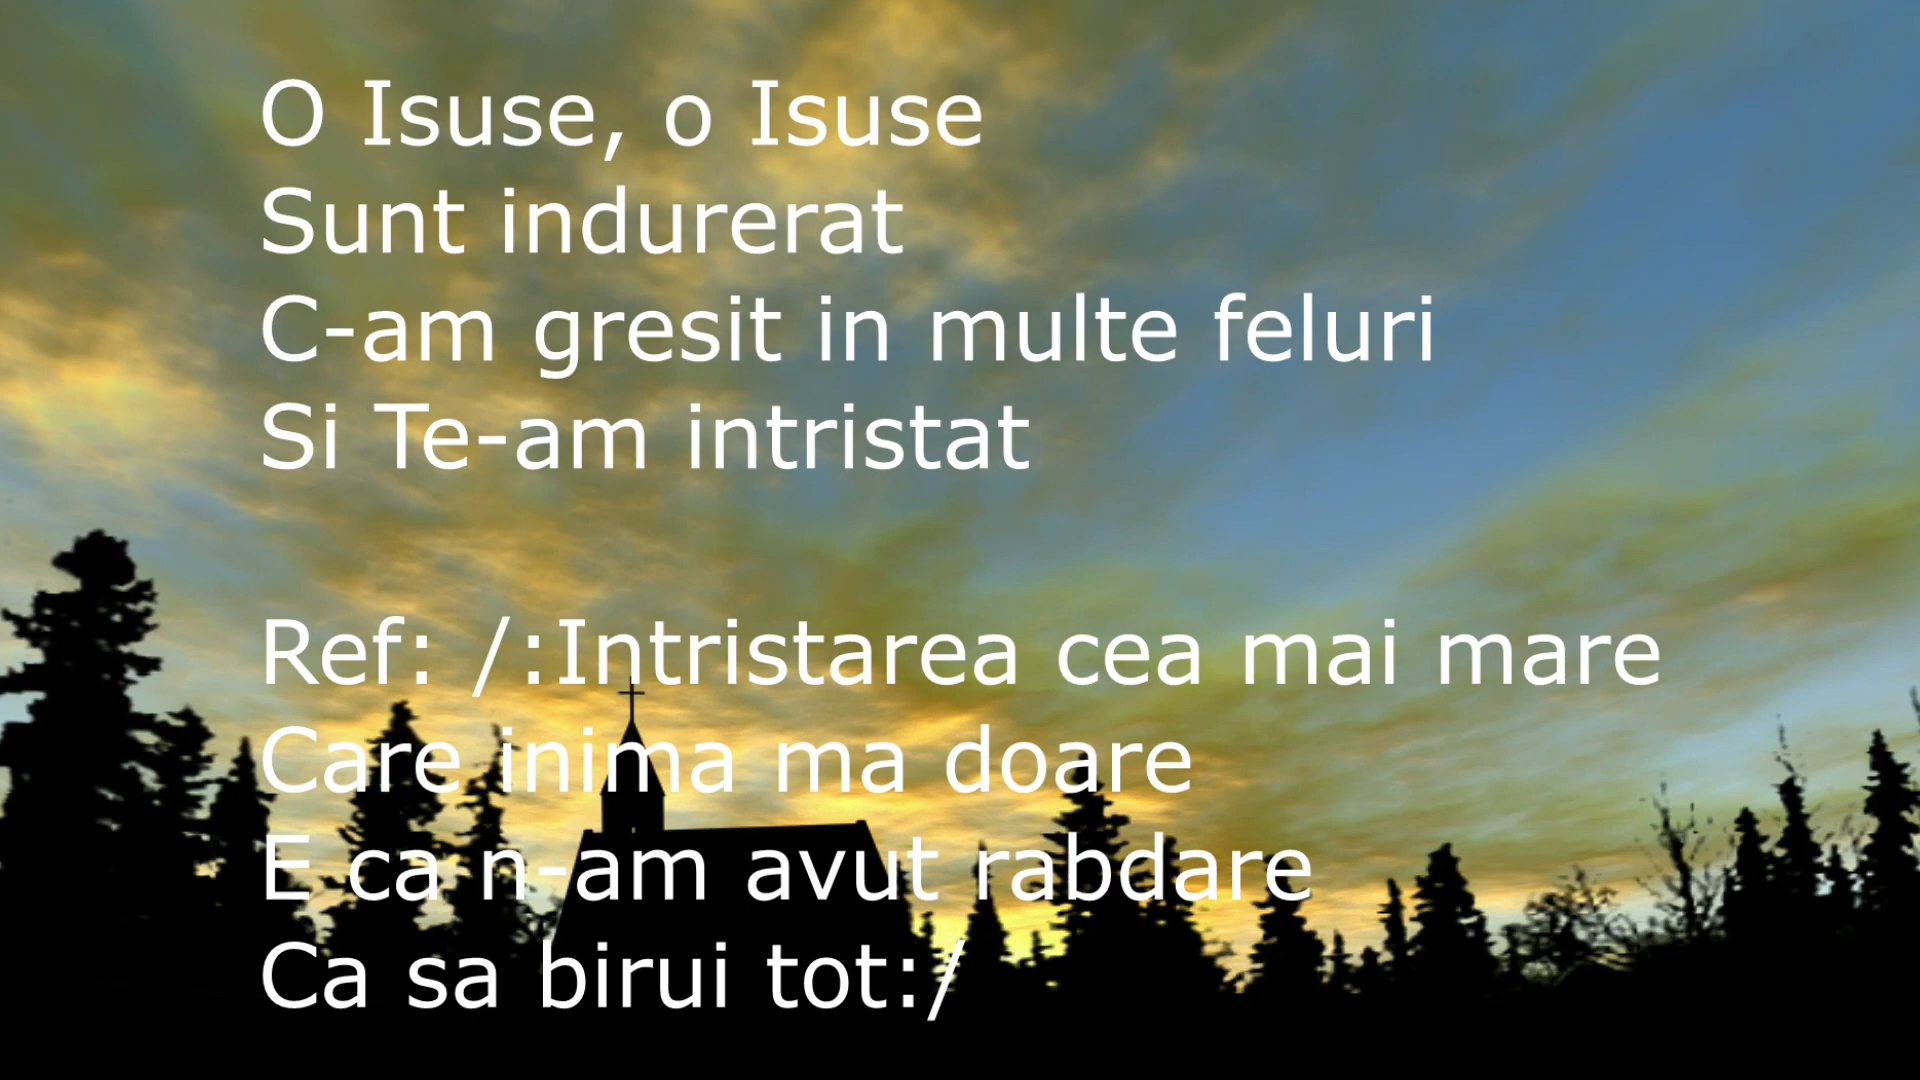 O Isuse, o Isuse
Sunt indurerat
C-am gresit in multe feluri
Si Te-am intristat
Ref: /:Intristarea cea mai mare
Care inima ma doare
E ca n-am avut rabdare
Ca sa birui tot:/